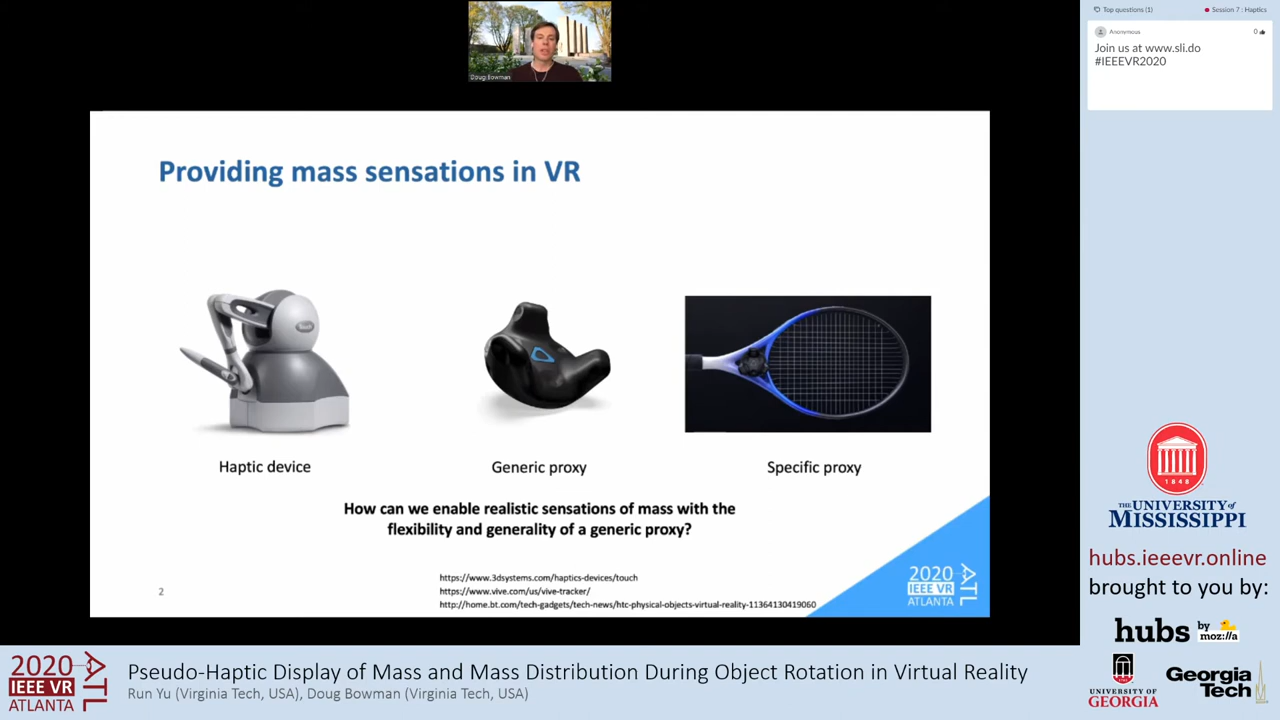 Doug Bowman
Top questions (1)
Session 7 : Haptics
Anonymous
0
Join us at www.sli.do
#IEEEVR2020
Providing mass sensations in VR
Haptic device
Generic proxy
Specific proxy
How can we enable realistic sensations of mass with the
flexibility and generality of a generic proxy?
https://www.3dsystems.com/haptics-devices/touch
https://www.vive.com/us/vive-tracker/
http://home.bt.com/tech-gadgets/tech-news/htc-physical-objects-virtual-reality-11364130419060
2
2020
IEEE VR
ATLANTA
ATL
1848
THE UNIVERSITY of
MISSISSIPPI
hubs.ieeevr.online
brought to you by:
hubs by
moz://a
UNIVERSITY OF
GEORGIA
Georgia
Tech
2020
IEEE VR
ATLANTA
ATL
Pseudo-Haptic Display of Mass and Mass Distribution During Object Rotation in Virtual Reality
Run Yu (Virginia Tech, USA), Doug Bowman (Virginia Tech, USA)